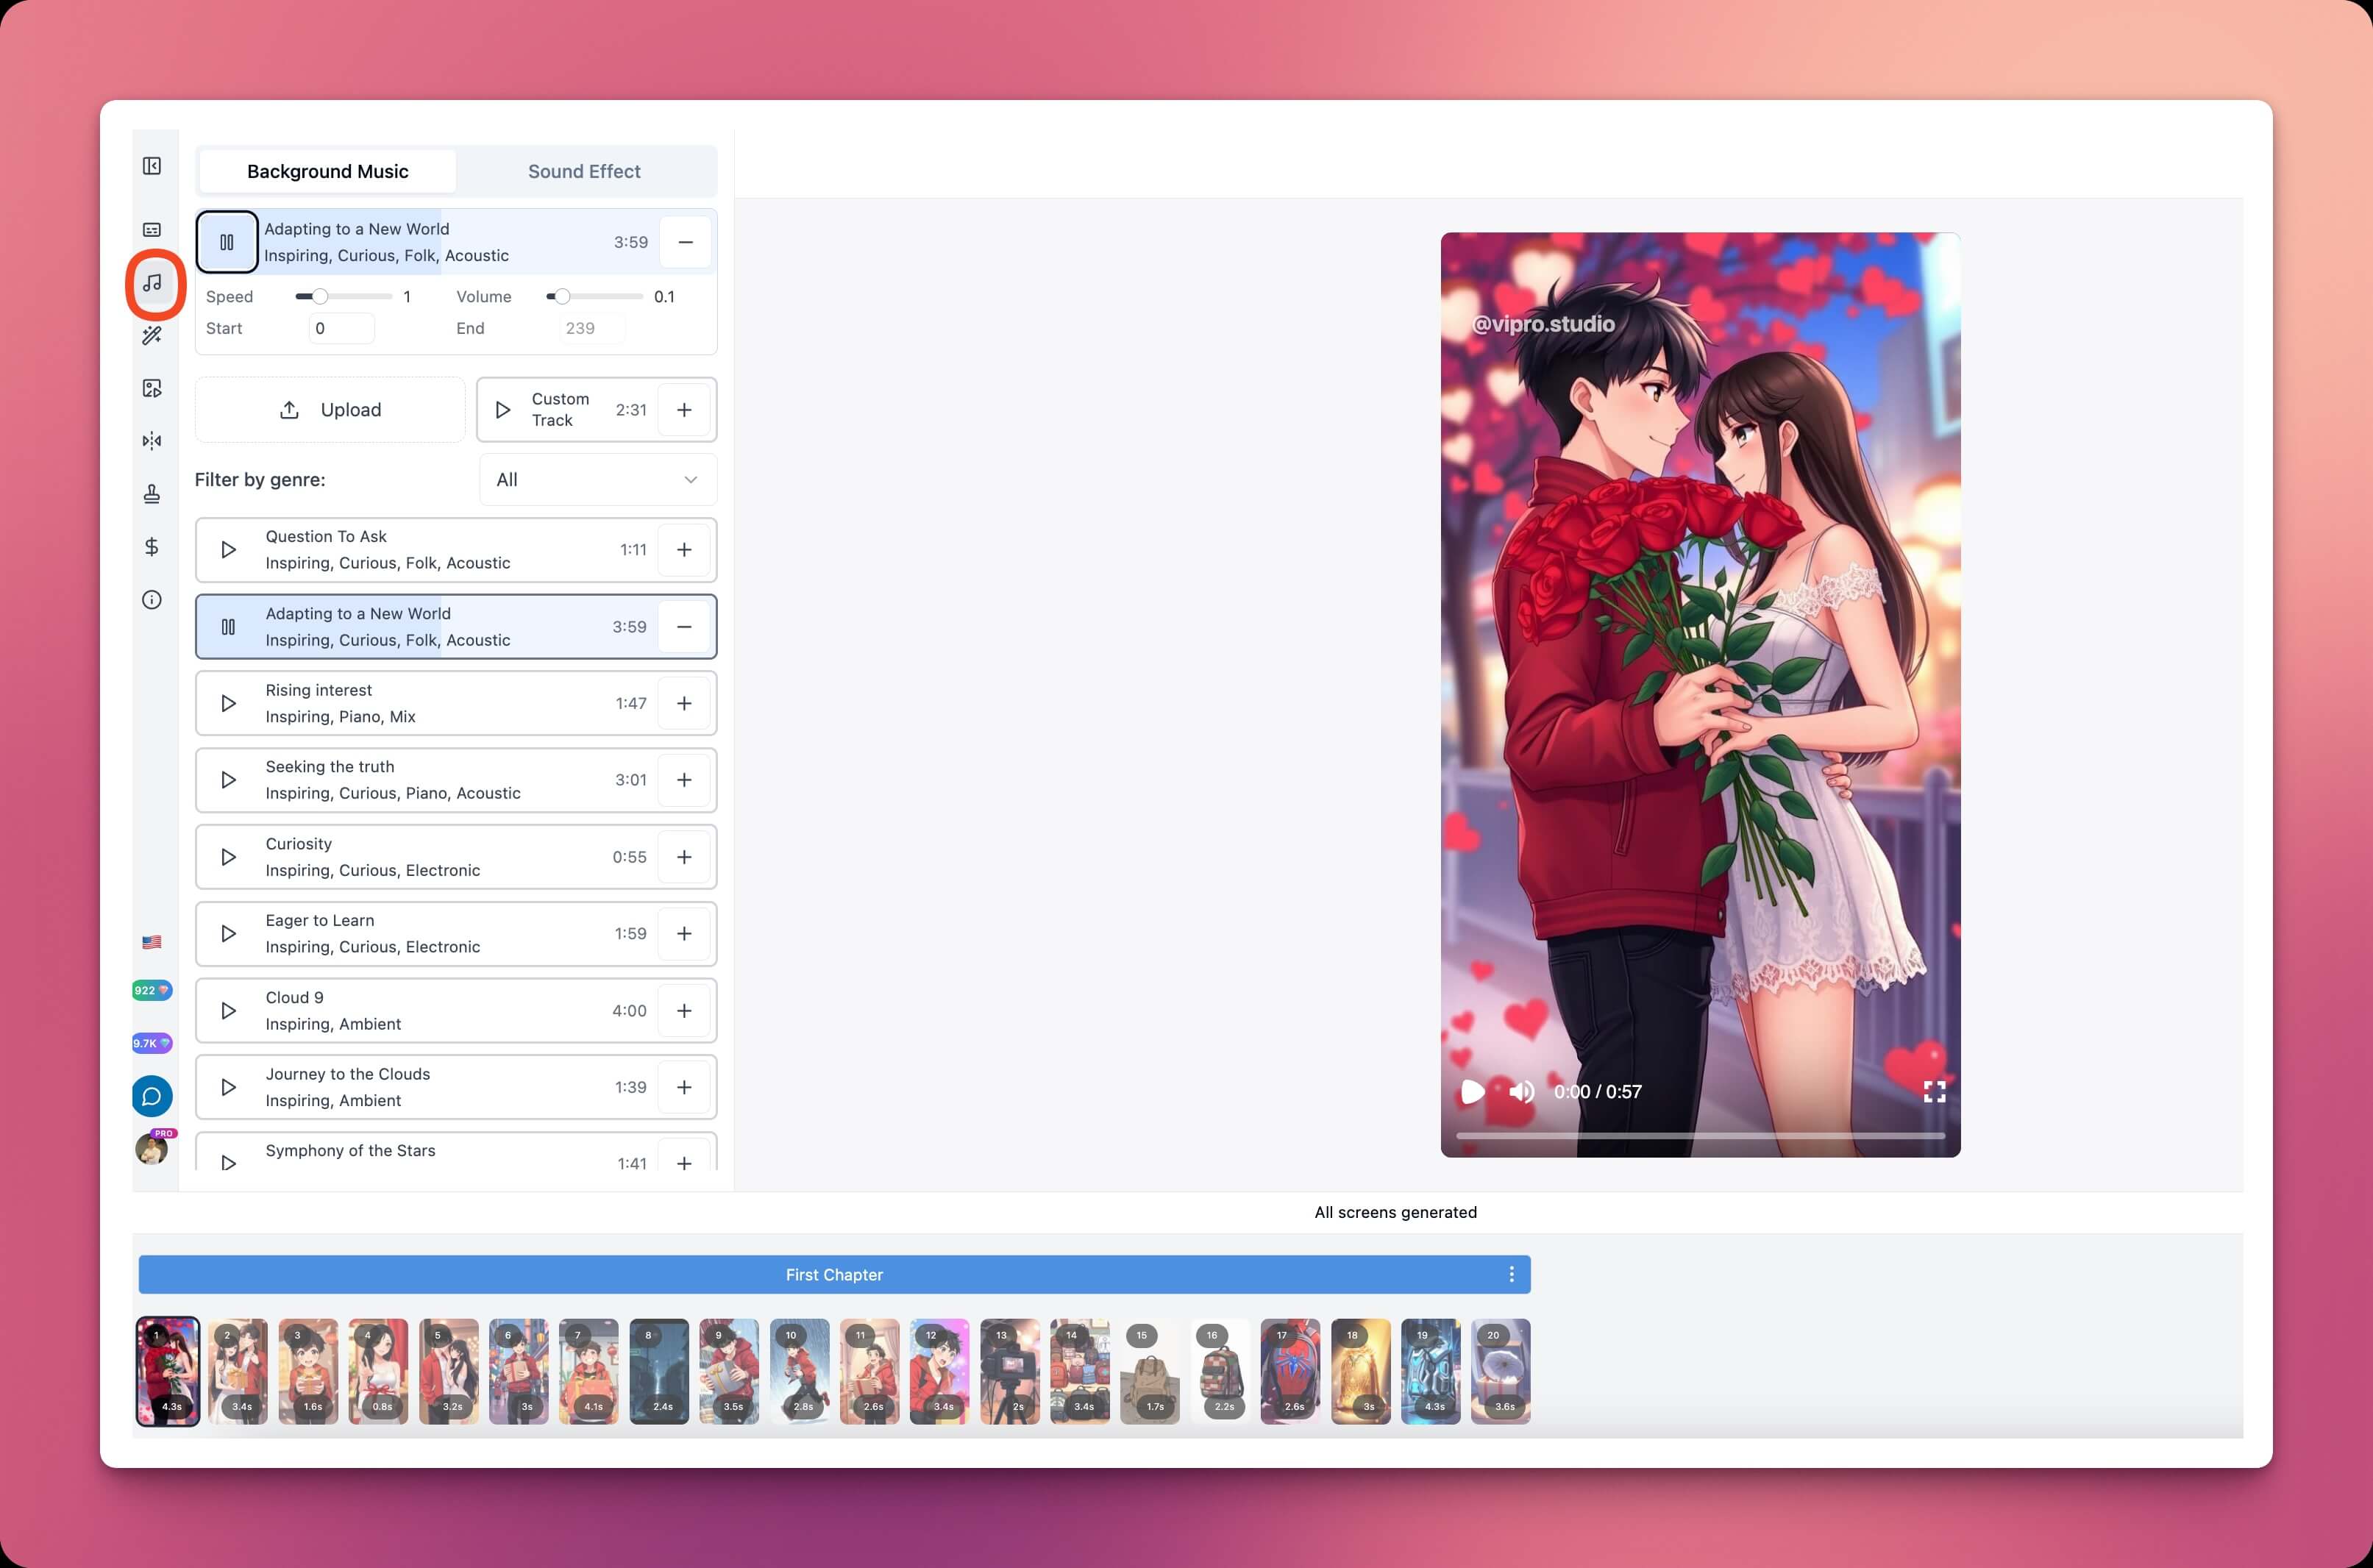 Background Music
Sound Effect
Adapting to a New World
Inspiring, Curious, Folk, Acoustic
3:59
Speed
1
Volume
0.1
Start
0
End
239
Upload
Custom
Track
2:31
Filter by genre:
All
Question To Ask
Inspiring, Curious, Folk, Acoustic
1:11
Adapting to a New World
Inspiring, Curious, Folk, Acoustic
3:59
Rising interest
Inspiring, Piano, Mix
1:47
Seeking the truth
Inspiring, Curious, Piano, Acoustic
3:01
Curiosity
Inspiring, Curious, Electronic
0:55
Eager to Learn
Inspiring, Curious, Electronic
1:59
Cloud 9
Inspiring, Ambient
4:00
Journey to the Clouds
Inspiring, Ambient
1:39
Symphony of the Stars
1:41
922
9.7K
PRO
@vipro.studio
0:00 / 0:57
All screens generated
First Chapter
1
4.3s
2
3.4s
3
1.6s
4
0.8s
5
3.2s
6
3s
7
4.1s
8
2.4s
9
3.5s
10
2.8s
11
2.6s
12
3.4s
13
2s
14
3.4s
15
1.7s
16
2.2s
17
2.6s
18
3s
19
4.3s
20
3.6s